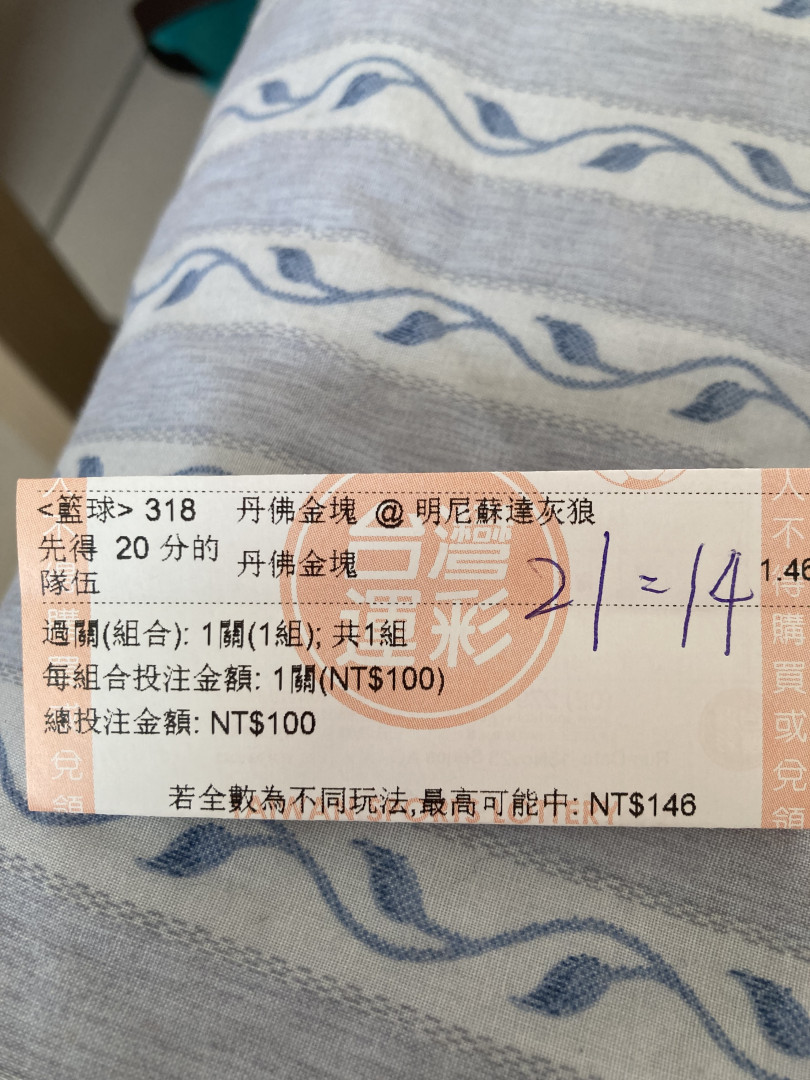 <籃球> 318 丹佛金塊 @ 明尼蘇達灰狼
先得 20 分的隊伍 丹佛金塊 1.46
21=14
過關(組合): 1關(1組); 共1組
每組合投注金額: 1關(NT$100)
總投注金額: NT$100
若全數為不同玩法,最高可能中: NT$146
台灣運彩
TAIWAN SPORTS LOTTERY
人不得購買或兌領